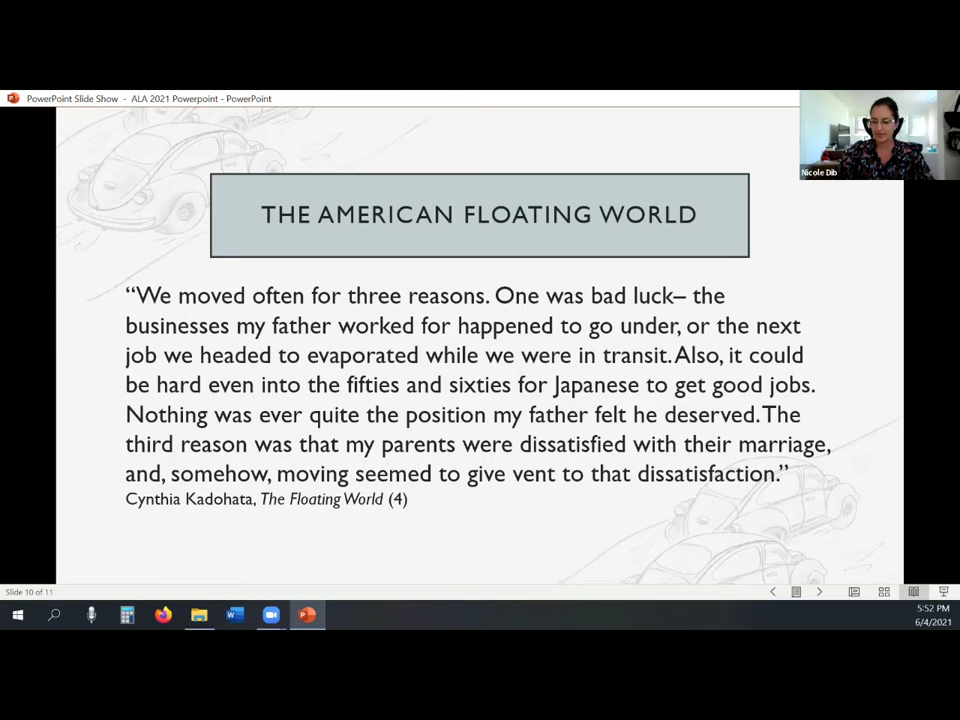 PowerPoint Slide Show - ALA 2021 Powerpoint - PowerPoint
Nicole Dib
THE AMERICAN FLOATING WORLD
“We moved often for three reasons. One was bad luck– the
businesses my father worked for happened to go under, or the next
job we headed to evaporated while we were in transit. Also, it could
be hard even into the fifties and sixties for Japanese to get good jobs.
Nothing was ever quite the position my father felt he deserved. The
third reason was that my parents were dissatisfied with their marriage,
and, somehow, moving seemed to give vent to that dissatisfaction.”
Cynthia Kadohata, The Floating World (4)
Slide 10 of 11
5:52 PM
6/4/2021